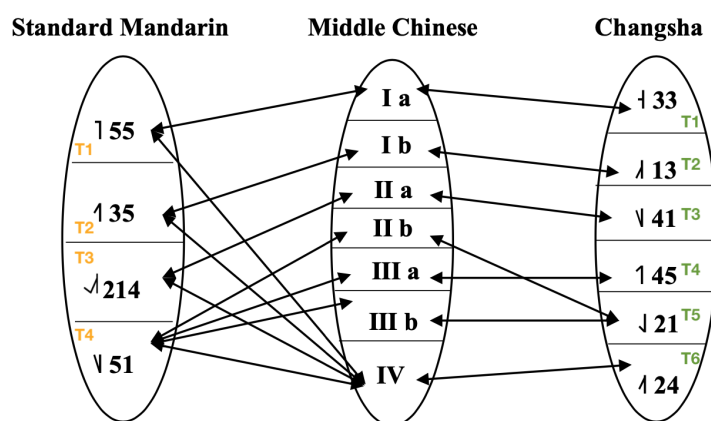 Standard Mandarin
Middle Chinese
Changsha
˥ 55
T1
˧˥ 35
T2
T3
˨˩˦ 214
T4
˥˩ 51
I a
I b
II a
II b
III a
III b
IV
˧ 33
T1
˩˧ 13
T2
˦˩ 41
T3
˦˥ 45
T4
˨˩ 21
T5
T6
˨˦ 24